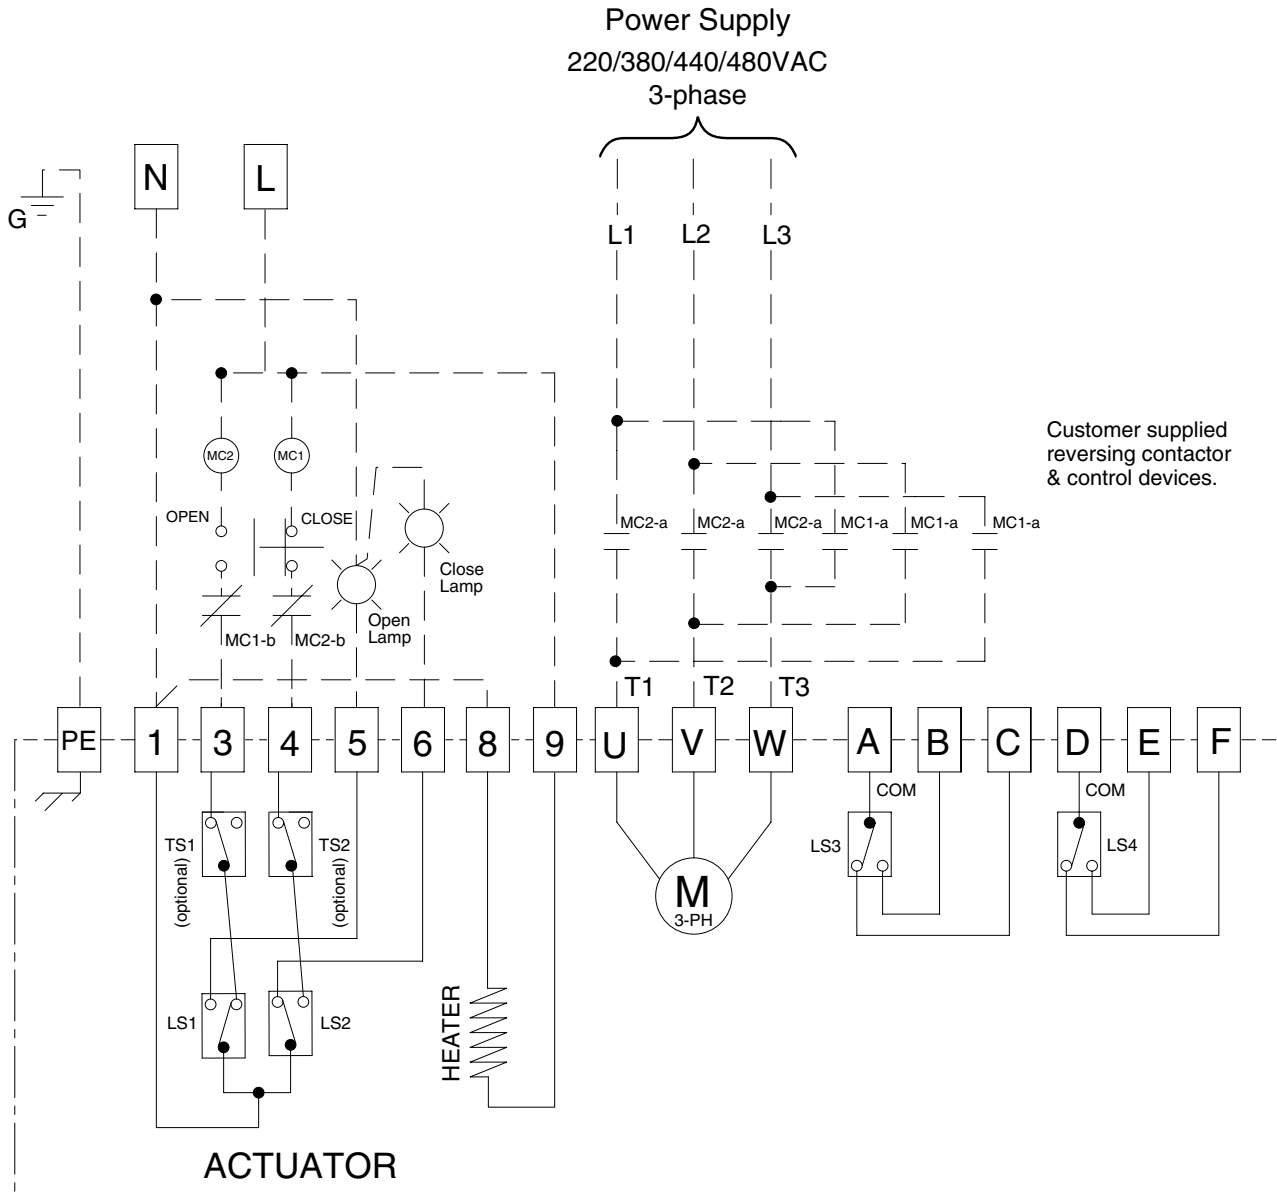 Power Supply
220/380/440/480VAC
3-phase
N
L
G
L1
L2
L3
Customer supplied
reversing contactor
& control devices.
MC2
MC1
OPEN
CLOSE
MC2-a
MC2-a
MC2-a
MC1-a
MC1-a
MC1-a
Close
Lamp
Open
Lamp
MC1-b
MC2-b
T1
T2
T3
PE
1
3
4
5
6
8
9
U
V
W
A
B
C
D
E
F
COM
COM
TS1
(optional)
TS2
(optional)
LS3
LS4
M
3-PH
LS1
LS2
HEATER
ACTUATOR